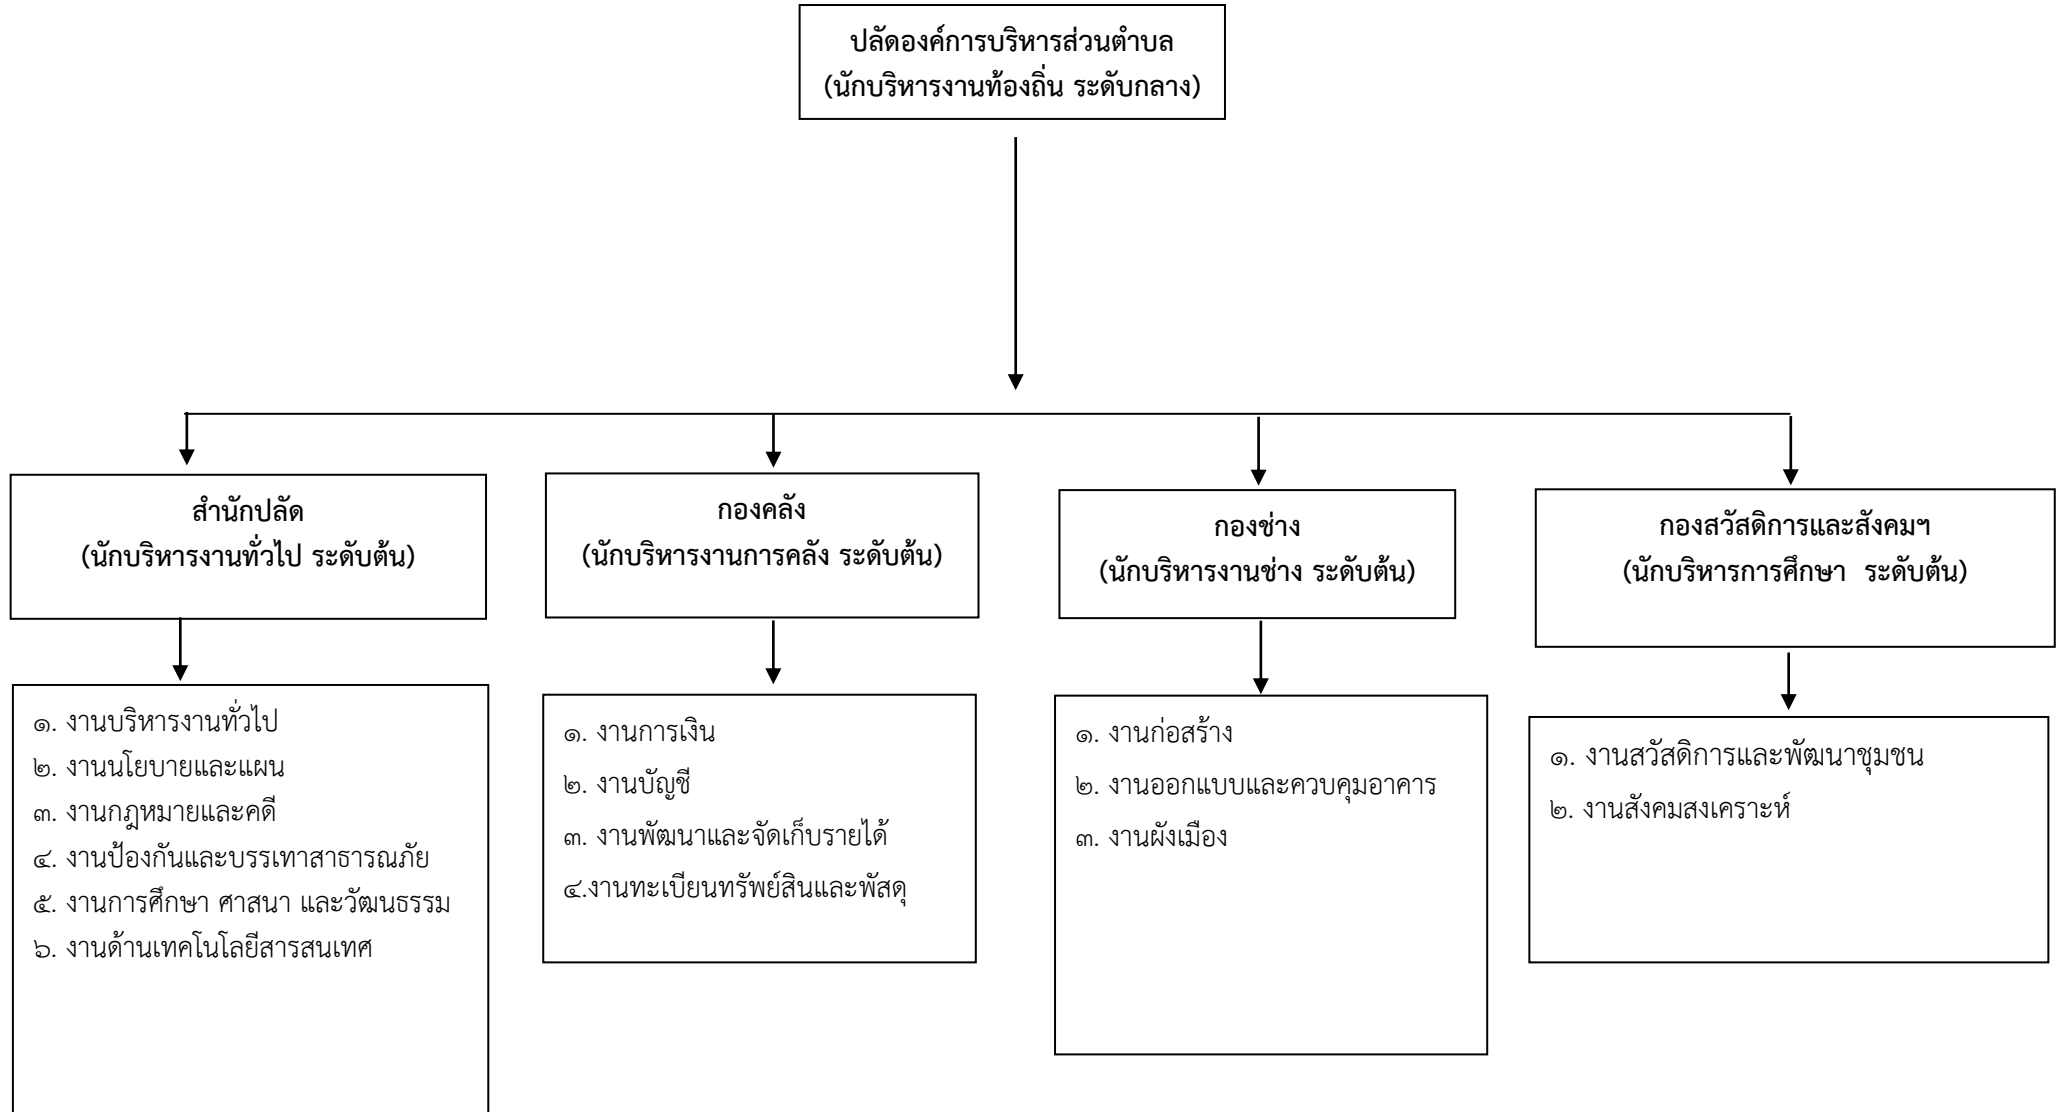 ปลัดองค์การบริหารส่วนตำบล
(นักบริหารงานท้องถิ่น ระดับกลาง)
สำนักปลัด
(นักบริหารงานทั่วไป ระดับต้น)
กองคลัง
(นักบริหารงานการคลัง ระดับต้น)
กองช่าง
(นักบริหารงานช่าง ระดับต้น)
กองสวัสดิการและสังคมฯ
(นักบริหารการศึกษา ระดับต้น)
๑. งานบริหารงานทั่วไป
๒. งานนโยบายและแผน
๓. งานกฎหมายและคดี
๔. งานป้องกันและบรรเทาสาธารณภัย
๕. งานการศึกษา ศาสนา และวัฒนธรรม
๖. งานด้านเทคโนโลยีสารสนเทศ
๑. งานการเงิน
๒. งานบัญชี
๓. งานพัฒนาและจัดเก็บรายได้
๔.งานทะเบียนทรัพย์สินและพัสดุ
๑. งานก่อสร้าง
๒. งานออกแบบและควบคุมอาคาร
๓. งานผังเมือง
๑. งานสวัสดิการและพัฒนาชุมชน
๒. งานสังคมสงเคราะห์